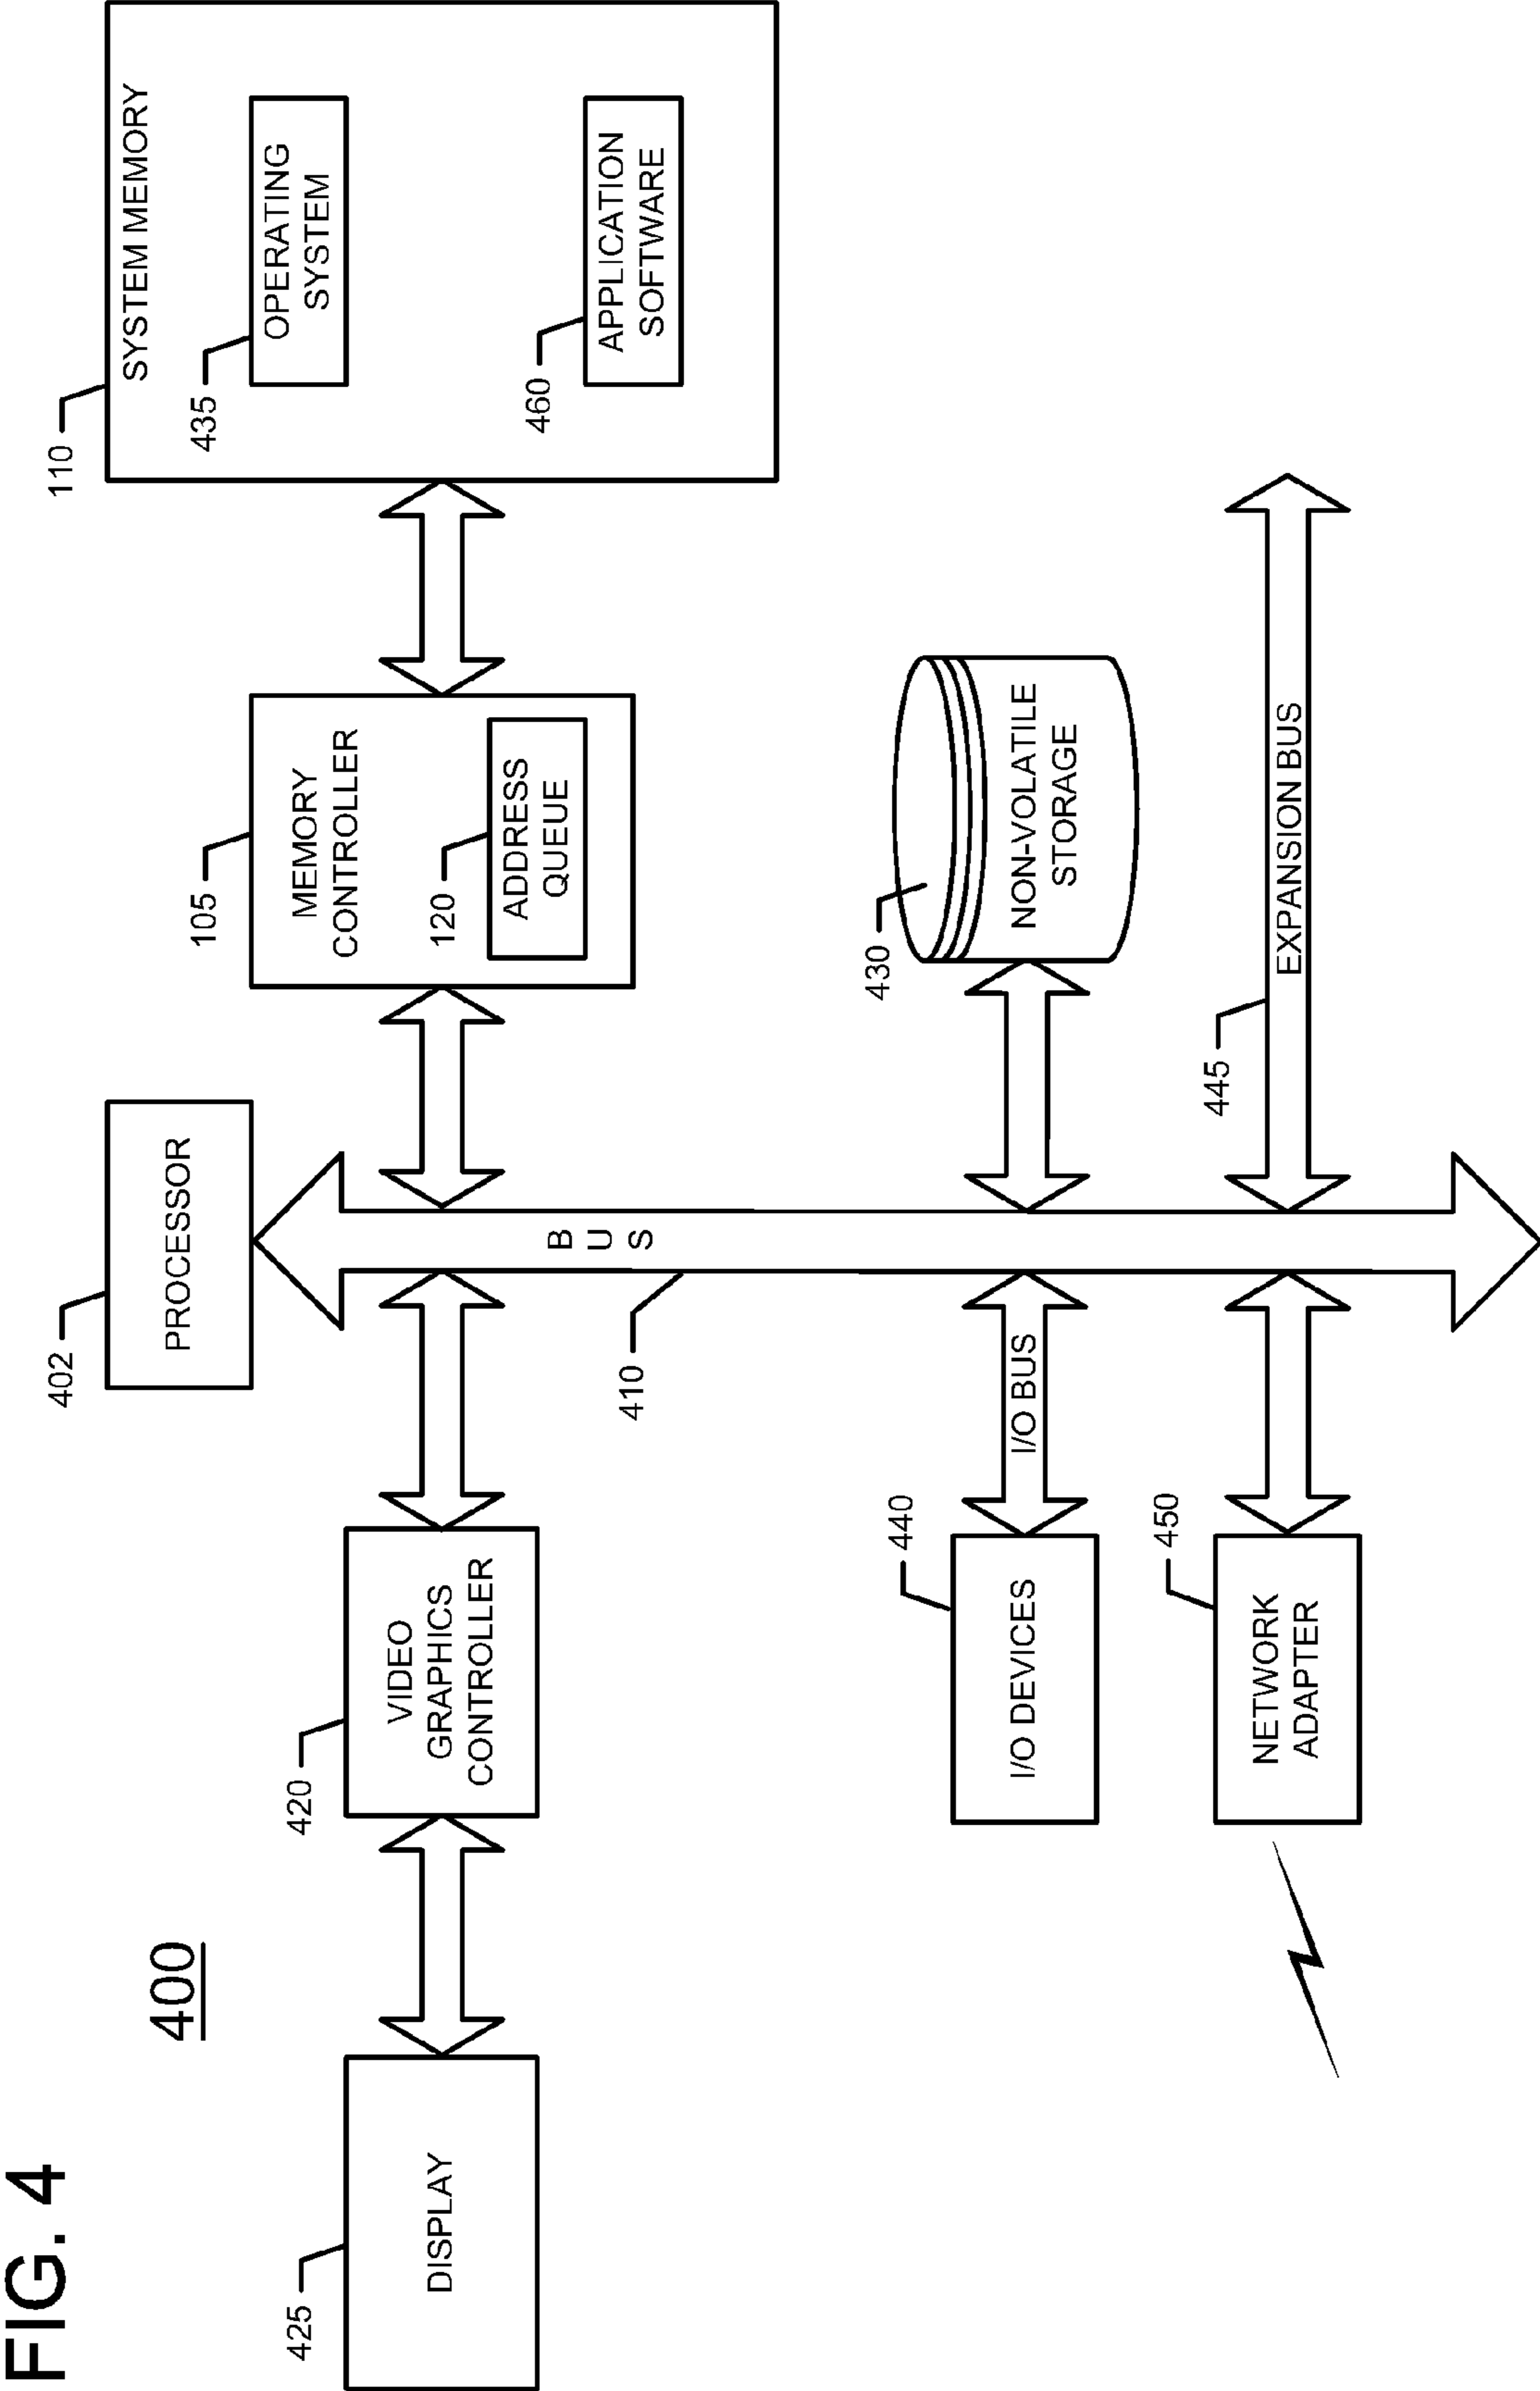 FIG. 4
400
402
PROCESSOR
110
SYSTEM MEMORY
435
OPERATING
SYSTEM
460
APPLICATION
SOFTWARE
105
MEMORY
CONTROLLER
120
ADDRESS
QUEUE
425
DISPLAY
420
VIDEO
GRAPHICS
CONTROLLER
B
U
S
410
430
NON-VOLATILE
STORAGE
440
I/O DEVICES
I/O BUS
445
EXPANSION BUS
450
NETWORK
ADAPTER